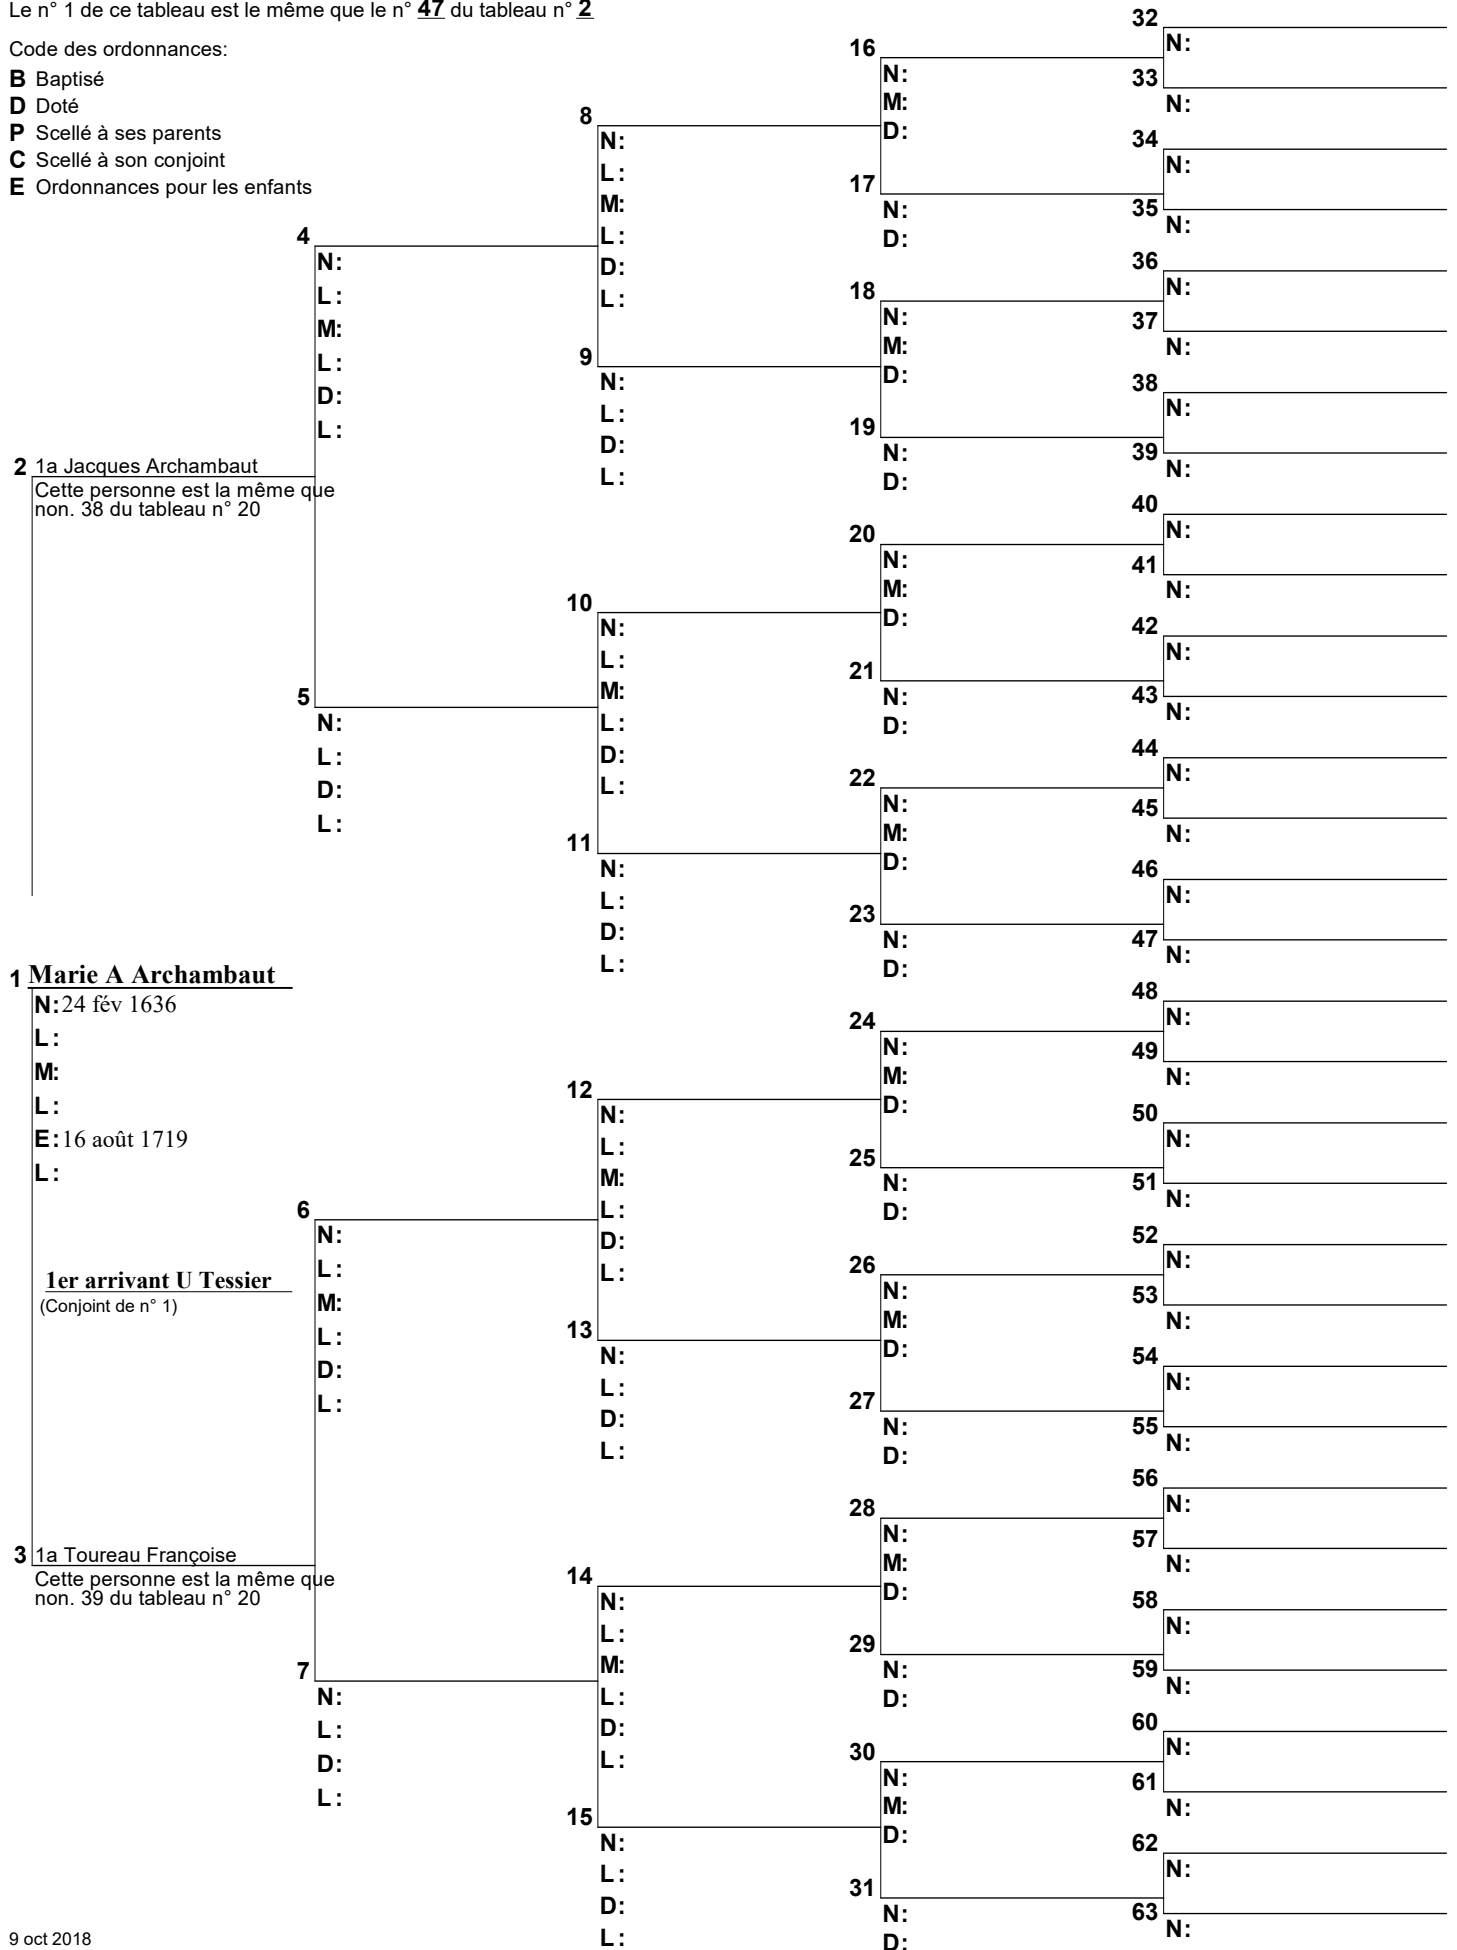 Le n° 1 de ce tableau est le même que le n° 47 du tableau n° 2
Code des ordonnances:
B Baptisé
D Doté
P Scellé à ses parents
C Scellé à son conjoint
E Ordonnances pour les enfants
2 1a Jacques Archambaut
Cette personne est la même que
non. 38 du tableau n° 20
1 Marie A Archambaut
N: 24 fév 1636
L:
M:
L:
E: 16 août 1719
L:
1er arrivant U Tessier
(Conjoint de n° 1)
3 1a Toureau Françoise
Cette personne est la même que
non. 39 du tableau n° 20
9 oct 2018
4
N:
L:
M:
L:
D:
L:
5
N:
L:
D:
L:
6
N:
L:
M:
L:
D:
L:
7
N:
L:
D:
L:
8
N:
L:
M:
L:
D:
L:
9
N:
L:
D:
L:
10
N:
L:
M:
L:
D:
L:
11
N:
L:
D:
L:
12
N:
L:
M:
L:
D:
L:
13
N:
L:
D:
L:
14
N:
L:
M:
L:
D:
L:
15
N:
L:
D:
L:
16
N:
M:
D:
17
N:
D:
18
N:
M:
D:
19
N:
D:
20
N:
M:
D:
21
N:
D:
22
N:
M:
D:
23
N:
D:
24
N:
M:
D:
25
N:
D:
26
N:
M:
D:
27
N:
D:
28
N:
M:
D:
29
N:
D:
30
N:
M:
D:
31
N:
D:
32
N:
33
N:
34
N:
35
N:
36
N:
37
N:
38
N:
39
N:
40
N:
41
N:
42
N:
43
N:
44
N:
45
N:
46
N:
47
N:
48
N:
49
N:
50
N:
51
N:
52
N:
53
N:
54
N:
55
N:
56
N:
57
N:
58
N:
59
N:
60
N:
61
N:
62
N:
63
N: